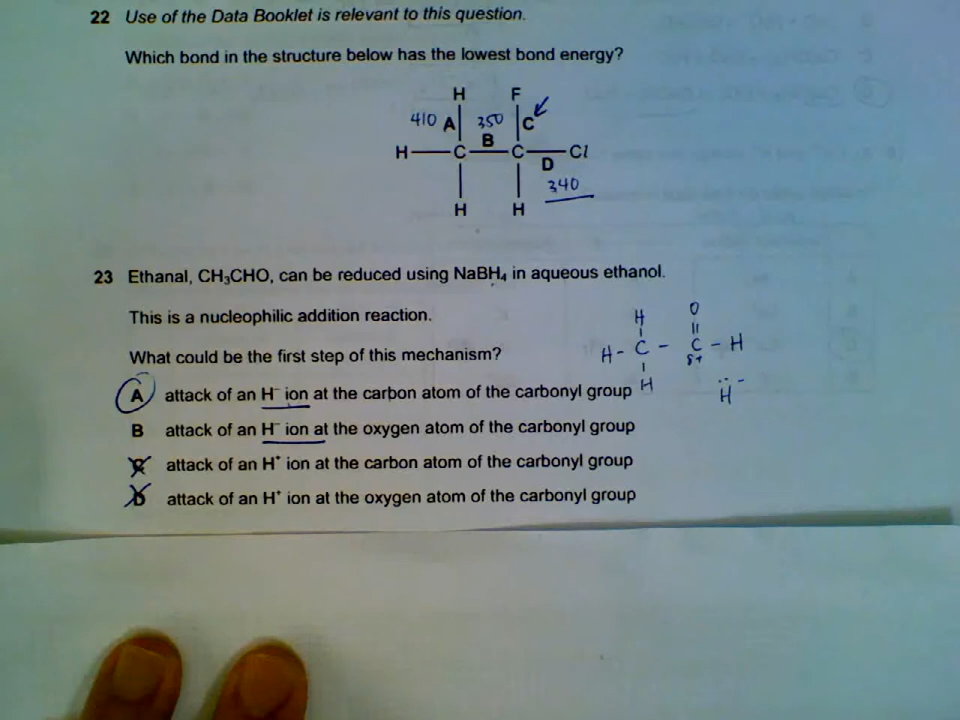 22 Use of the Data Booklet is relevant to this question.
Which bond in the structure below has the lowest bond energy?
H F
410 A 350 C
B
H C C Cl
D
340
H H
23 Ethanal, CH₃CHO, can be reduced using NaBH₄ in aqueous ethanol.
This is a nucleophilic addition reaction.
What could be the first step of this mechanism?
H O
H - C - C - H
δ+
H
H⁻
A attack of an H⁻ ion at the carbon atom of the carbonyl group
B attack of an H⁻ ion at the oxygen atom of the carbonyl group
C attack of an H⁺ ion at the carbon atom of the carbonyl group
D attack of an H⁺ ion at the oxygen atom of the carbonyl group